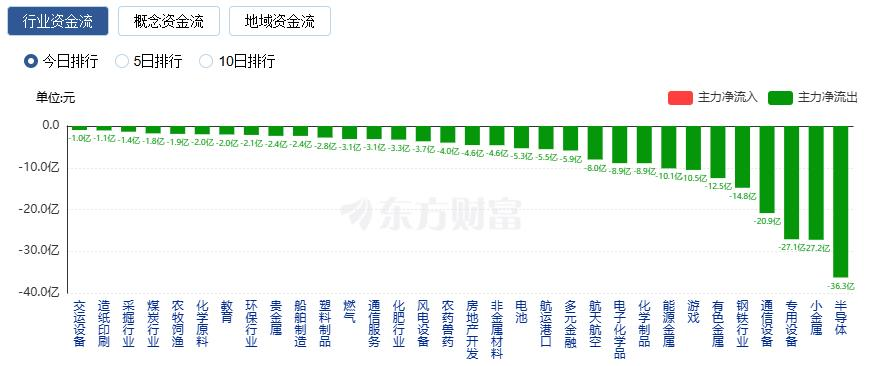 行业资金流 概念资金流 地域资金流
今日排行 5日排行 10日排行
单位:元 主力净流入 主力净流出
0.0
-10.0亿
-20.0亿
-30.0亿
-40.0亿
-1.0亿 -1.1亿 -1.4亿 -1.8亿 -1.9亿 -2.0亿 -2.0亿 -2.1亿 -2.4亿 -2.4亿 -2.8亿 -3.1亿 -3.1亿 -3.3亿 -3.7亿 -4.0亿 -4.6亿 -4.6亿 -5.3亿 -5.5亿 -5.9亿 -8.0亿 -8.9亿 -8.9亿 -10.1亿 -10.5亿 -12.5亿 -14.8亿 -20.9亿 -27.1亿 -27.2亿 -36.3亿
东方财富
交运设备
造纸印刷
采掘行业
煤炭行业
农牧饲渔
化学原料
教育
环保行业
贵金属
船舶制造
塑料制品
燃气
通信服务
化肥行业
风电设备
农药兽药
房地产开发
非金属材料
电池
航运港口
多元金融
航天航空
电子化学品
化学制品
能源金属
游戏
有色金属
钢铁行业
通信设备
专用设备
小金属
半导体